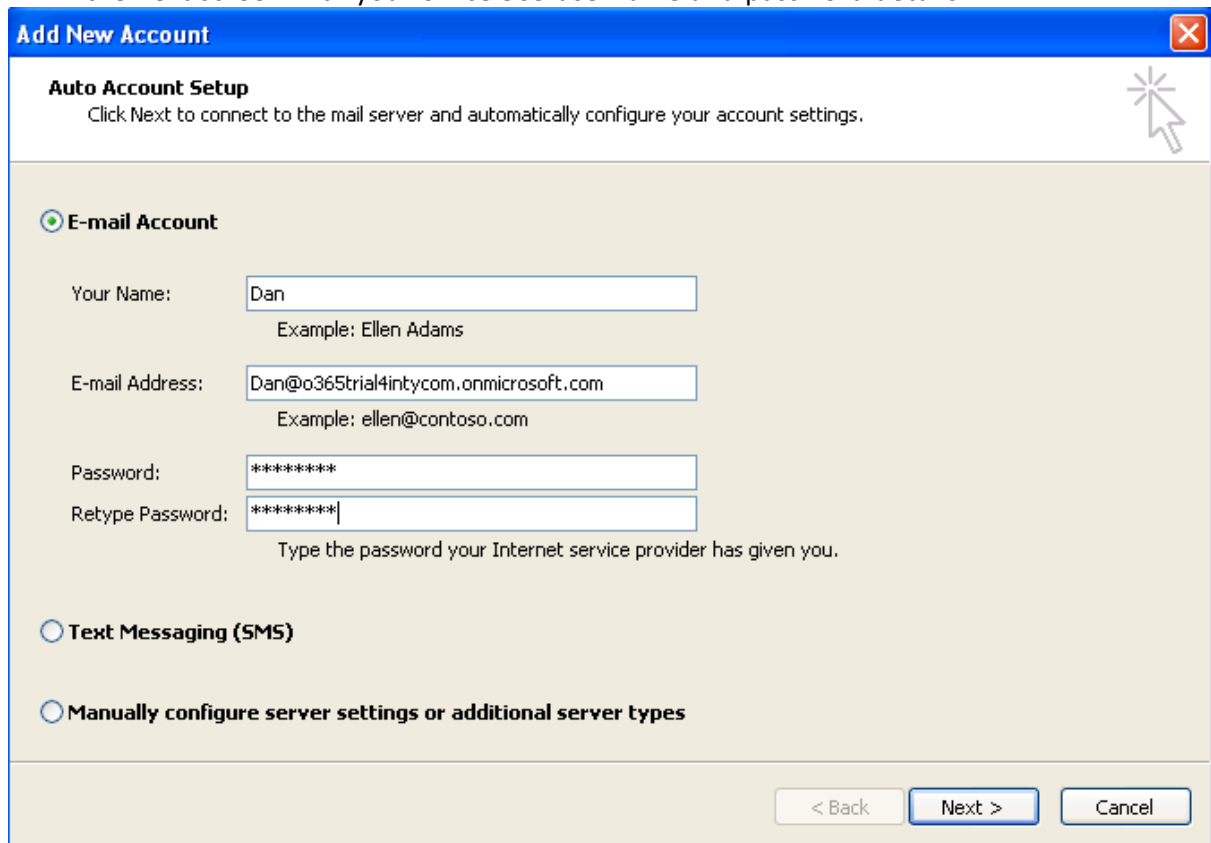 Add New Account
Auto Account Setup
Click Next to connect to the mail server and automatically configure your account settings.
E-mail Account
Your Name: Dan
Example: Ellen Adams
E-mail Address: Dan@o365trial4intycom.onmicrosoft.com
Example: ellen@contoso.com
Password: ********
Retype Password: ********
Type the password your Internet service provider has given you.
Text Messaging (SMS)
Manually configure server settings or additional server types
< Back Next > Cancel